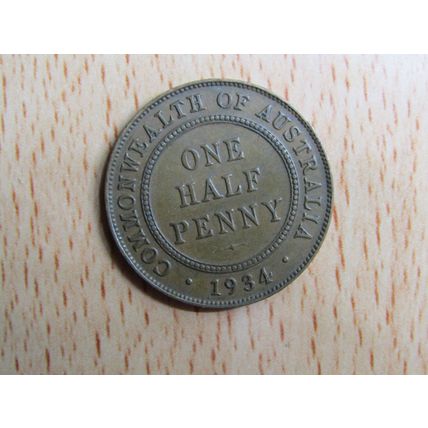 COMMONWEALTH OF AUSTRALIA
ONE
HALF
PENNY
· 1934 ·